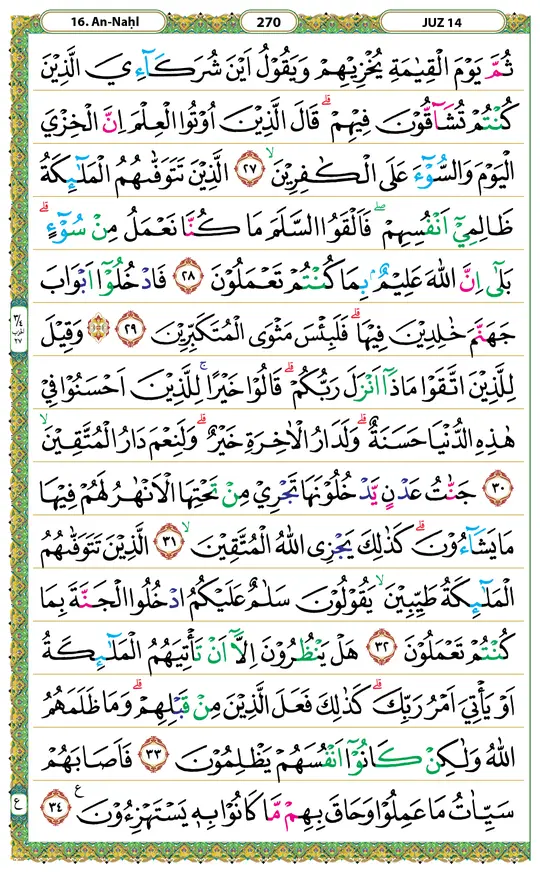 16. An-Naḥl 270 JUZ 14
ثُمَّ يَوْمَ الْقِيٰمَةِ يُخْزِيْهِمْ وَيَقُوْلُ اَيْنَ شُرَكَاۤءِيَ الَّذِيْنَ
كُنْتُمْ تُشَاۤقُّوْنَ فِيْهِمْ ۗ قَالَ الَّذِيْنَ اُوْتُوا الْعِلْمَ اِنَّ الْخِزْيَ
الْيَوْمَ وَالسُّوْۤءَ عَلَى الْكٰفِرِيْنَ ۙ ٢٧ الَّذِيْنَ تَتَوَفّٰىهُمُ الْمَلٰۤىِٕكَةُ
ظَالِمِيْٓ اَنْفُسِهِمْ ۖ فَاَلْقَوُا السَّلَمَ مَا كُنَّا نَعْمَلُ مِنْ سُوْۤءٍ ۗ
بَلٰٓى اِنَّ اللّٰهَ عَلِيْمٌۢ بِمَا كُنْتُمْ تَعْمَلُوْنَ ٢٨ فَادْخُلُوْٓا اَبْوَابَ
جَهَنَّمَ خٰلِدِيْنَ فِيْهَا ۗ فَلَبِئْسَ مَثْوَى الْمُتَكَبِّرِيْنَ ٢٩ ۞ وَقِيْلَ
٣/٤ الحزب ٢٧
لِلَّذِيْنَ اتَّقَوْا مَاذَآ اَنْزَلَ رَبُّكُمْ ۗ قَالُوْا خَيْرًا ۚ لِلَّذِيْنَ اَحْسَنُوْا فِيْ
هٰذِهِ الدُّنْيَا حَسَنَةٌ ۗ وَلَدَارُ الْاٰخِرَةِ خَيْرٌ ۗ وَلَنِعْمَ دَارُ الْمُتَّقِيْنَ ۙ
٣٠ جَنّٰتُ عَدْنٍ يَّدْخُلُوْنَهَا تَجْرِيْ مِنْ تَحْتِهَا الْاَنْهٰرُ لَهُمْ فِيْهَا
مَا يَشَاۤءُوْنَ ۗ كَذٰلِكَ يَجْزِى اللّٰهُ الْمُتَّقِيْنَ ۙ ٣١ الَّذِيْنَ تَتَوَفّٰىهُمُ
الْمَلٰۤىِٕكَةُ طَيِّبِيْنَ ۙ يَقُوْلُوْنَ سَلٰمٌ عَلَيْكُمُ ادْخُلُوا الْجَنَّةَ بِمَا
كُنْتُمْ تَعْمَلُوْنَ ٣٢ هَلْ يَنْظُرُوْنَ اِلَّآ اَنْ تَأْتِيَهُمُ الْمَلٰۤىِٕكَةُ
اَوْ يَأْتِيَ اَمْرُ رَبِّكَ ۗ كَذٰلِكَ فَعَلَ الَّذِيْنَ مِنْ قَبْلِهِمْ ۗ وَمَا ظَلَمَهُمُ
اللّٰهُ وَلٰكِنْ كَانُوْٓا اَنْفُسَهُمْ يَظْلِمُوْنَ ٣٣ فَاَصَابَهُمْ
سَيِّاٰتُ مَا عَمِلُوْا وَحَاقَ بِهِمْ مَّا كَانُوْا بِهٖ يَسْتَهْزِءُوْنَ ࣖ ٣٤
ع